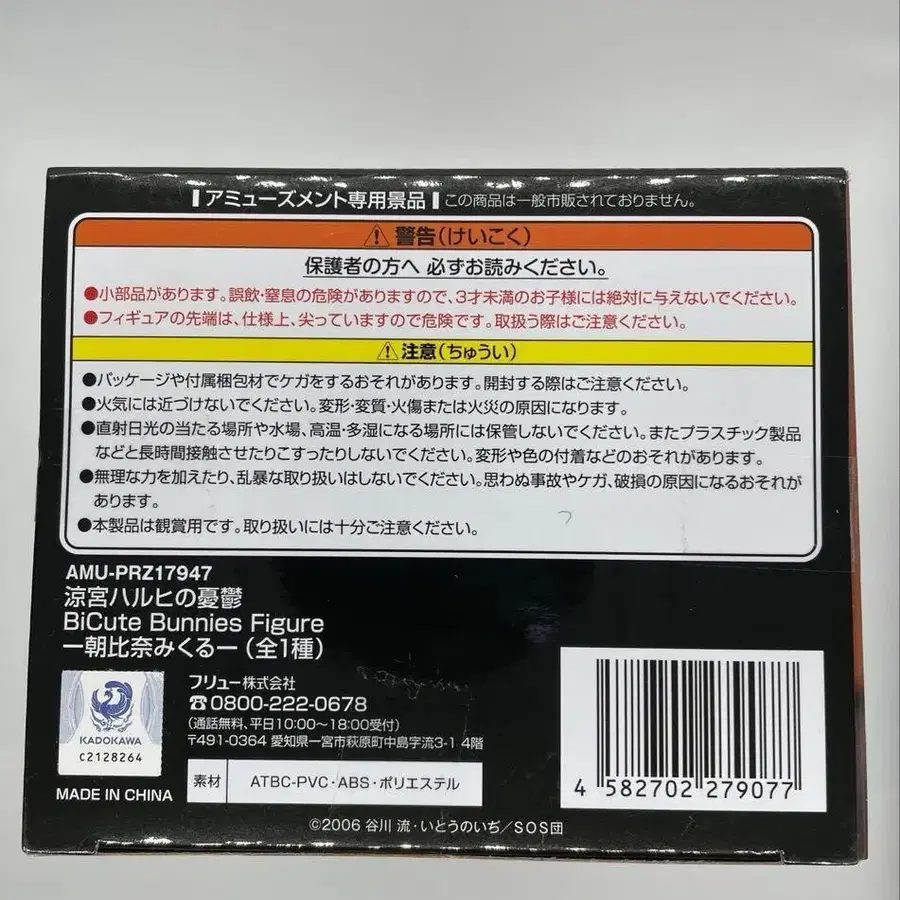 アミューズメント専用景品 この商品は一般市販されておりません。
警告(けいこく)
保護者の方へ 必ずお読みください。
●小部品があります。誤飲・窒息の危険がありますので、3才未満のお子様には絶対に与えないでください。
●フィギュアの先端は、仕様上、尖っていますので危険です。取扱う際はご注意ください。
注意(ちゅうい)
●パッケージや付属梱包材でケガをするおそれがあります。開封する際はご注意ください。
●火気には近づけないでください。変形・変質・火傷または火災の原因になります。
●直射日光の当たる場所や水場、高温・多湿になる場所には保管しないでください。またプラスチック製品
などと長時間接触させたりこすったりしないでください。変形や色の付着などのおそれがあります。
●無理な力を加えたり、乱暴な取り扱いはしないでください。思わぬ事故やケガ、破損の原因になるおそれが
あります。
●本製品は観賞用です。取り扱いには十分ご注意ください。
AMU-PRZ17947
涼宮ハルヒの憂鬱
BiCute Bunnies Figure
ー朝比奈みくるー(全1種)
フリュー株式会社
☎0800-222-0678
(通話無料、平日10:00〜18:00受付)
〒491-0364 愛知県一宮市萩原町中島字流3-1 4階
KADOKAWA
C2128264
素材 ATBC-PVC・ABS・ポリエステル
MADE IN CHINA
4 582702 279077
©2006 谷川 流・いとうのいぢ/SOS団